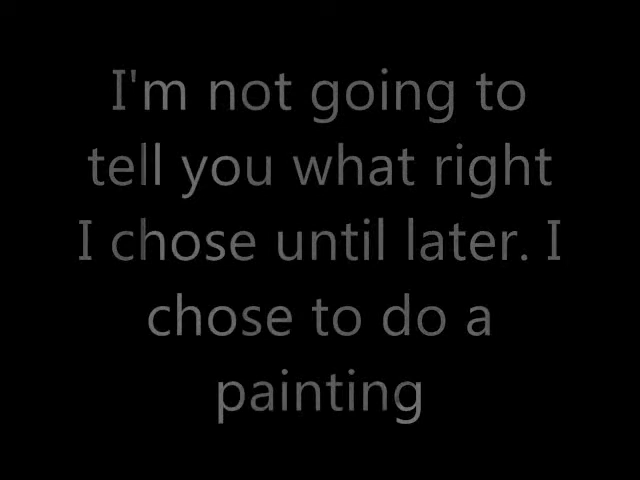 I'm not going to
tell you what right
I chose until later. I
chose to do a
painting